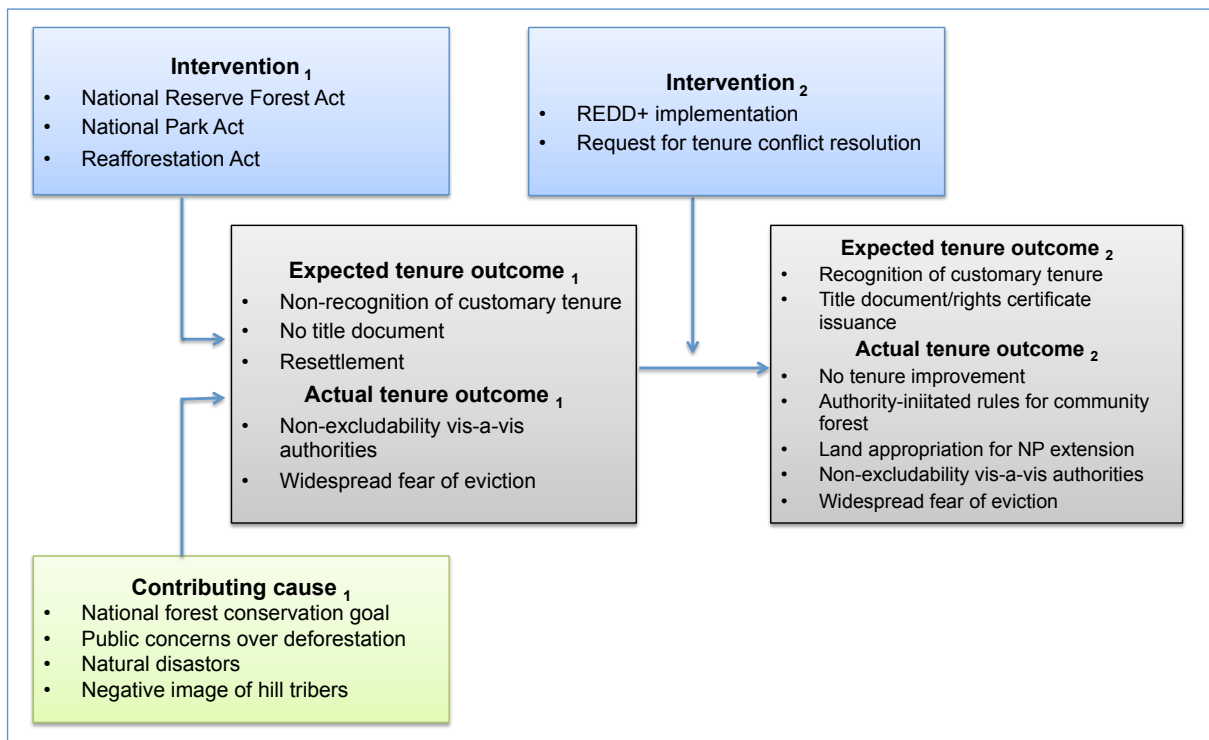 Intervention 1
• National Reserve Forest Act
• National Park Act
• Reafforestation Act
Intervention 2
• REDD+ implementation
• Request for tenure conflict resolution
Expected tenure outcome 1
• Non-recognition of customary tenure
• No title document
• Resettlement
Actual tenure outcome 1
• Non-excludability vis-a-vis
authorities
• Widespread fear of eviction
Expected tenure outcome 2
• Recognition of customary tenure
• Title document/rights certificate
issuance
Actual tenure outcome 2
• No tenure improvement
• Authority-iniitated rules for community
forest
• Land appropriation for NP extension
• Non-excludability vis-a-vis authorities
• Widespread fear of eviction
Contributing cause 1
• National forest conservation goal
• Public concerns over deforestation
• Natural disastors
• Negative image of hill tribers